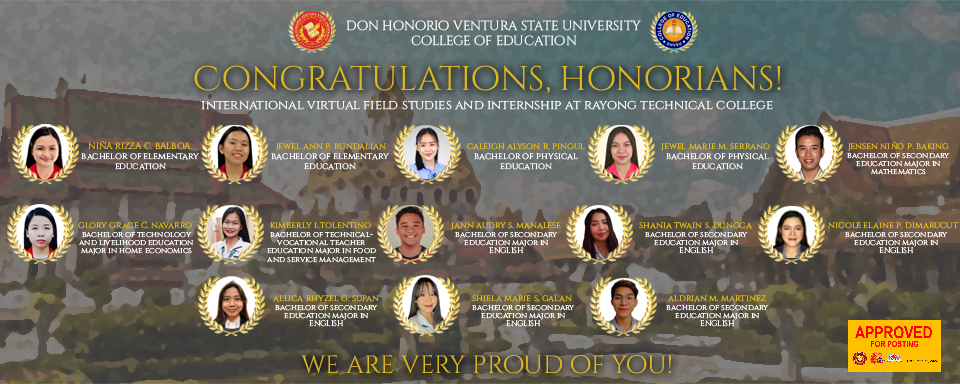 DON HONORIO VENTURA STATE UNIVERSITY
COLLEGE OF EDUCATION
CONGRATULATIONS, HONORIANS!
INTERNATIONAL VIRTUAL FIELD STUDIES AND INTERNSHIP AT RAYONG TECHNICAL COLLEGE
NIÑA RIZZA C. BALBOA
BACHELOR OF ELEMENTARY
EDUCATION
JEWEL ANN P. BUNDALIAN
BACHELOR OF ELEMENTARY
EDUCATION
CALEIGH ALYSON R. PINGUL
BACHELOR OF PHYSICAL
EDUCATION
JEWEL MARIE M. SERRANO
BACHELOR OF PHYSICAL
EDUCATION
JENSEN NIÑO P. BAKING
BACHELOR OF SECONDARY
EDUCATION MAJOR IN
MATHEMATICS
GLORY GRACE C. NAVARRO
BACHELOR OF TECHNOLOGY
AND LIVELIHOOD EDUCATION
MAJOR IN HOME ECONOMICS
KIMBERLY I. TOLENTINO
BACHELOR OF TECHNICAL-
VOCATIONAL TEACHER
EDUCATION MAJOR IN FOOD
AND SERVICE MANAGEMENT
JANN AUDRY S. MANALESE
BACHELOR OF SECONDARY
EDUCATION MAJOR IN
ENGLISH
SHANIA TWAIN S. DUNGCA
BACHELOR OF SECONDARY
EDUCATION MAJOR IN
ENGLISH
NICOLE ELAINE P. DIMARUCUT
BACHELOR OF SECONDARY
EDUCATION MAJOR IN
ENGLISH
ALLICA RHYZEL O. SUPAN
BACHELOR OF SECONDARY
EDUCATION MAJOR IN
ENGLISH
SHIELA MARIE S. GALAN
BACHELOR OF SECONDARY
EDUCATION MAJOR IN
ENGLISH
ALDRIAN M. MARTINEZ
BACHELOR OF SECONDARY
EDUCATION MAJOR IN
ENGLISH
APPROVED
FOR POSTING
WE ARE VERY PROUD OF YOU!